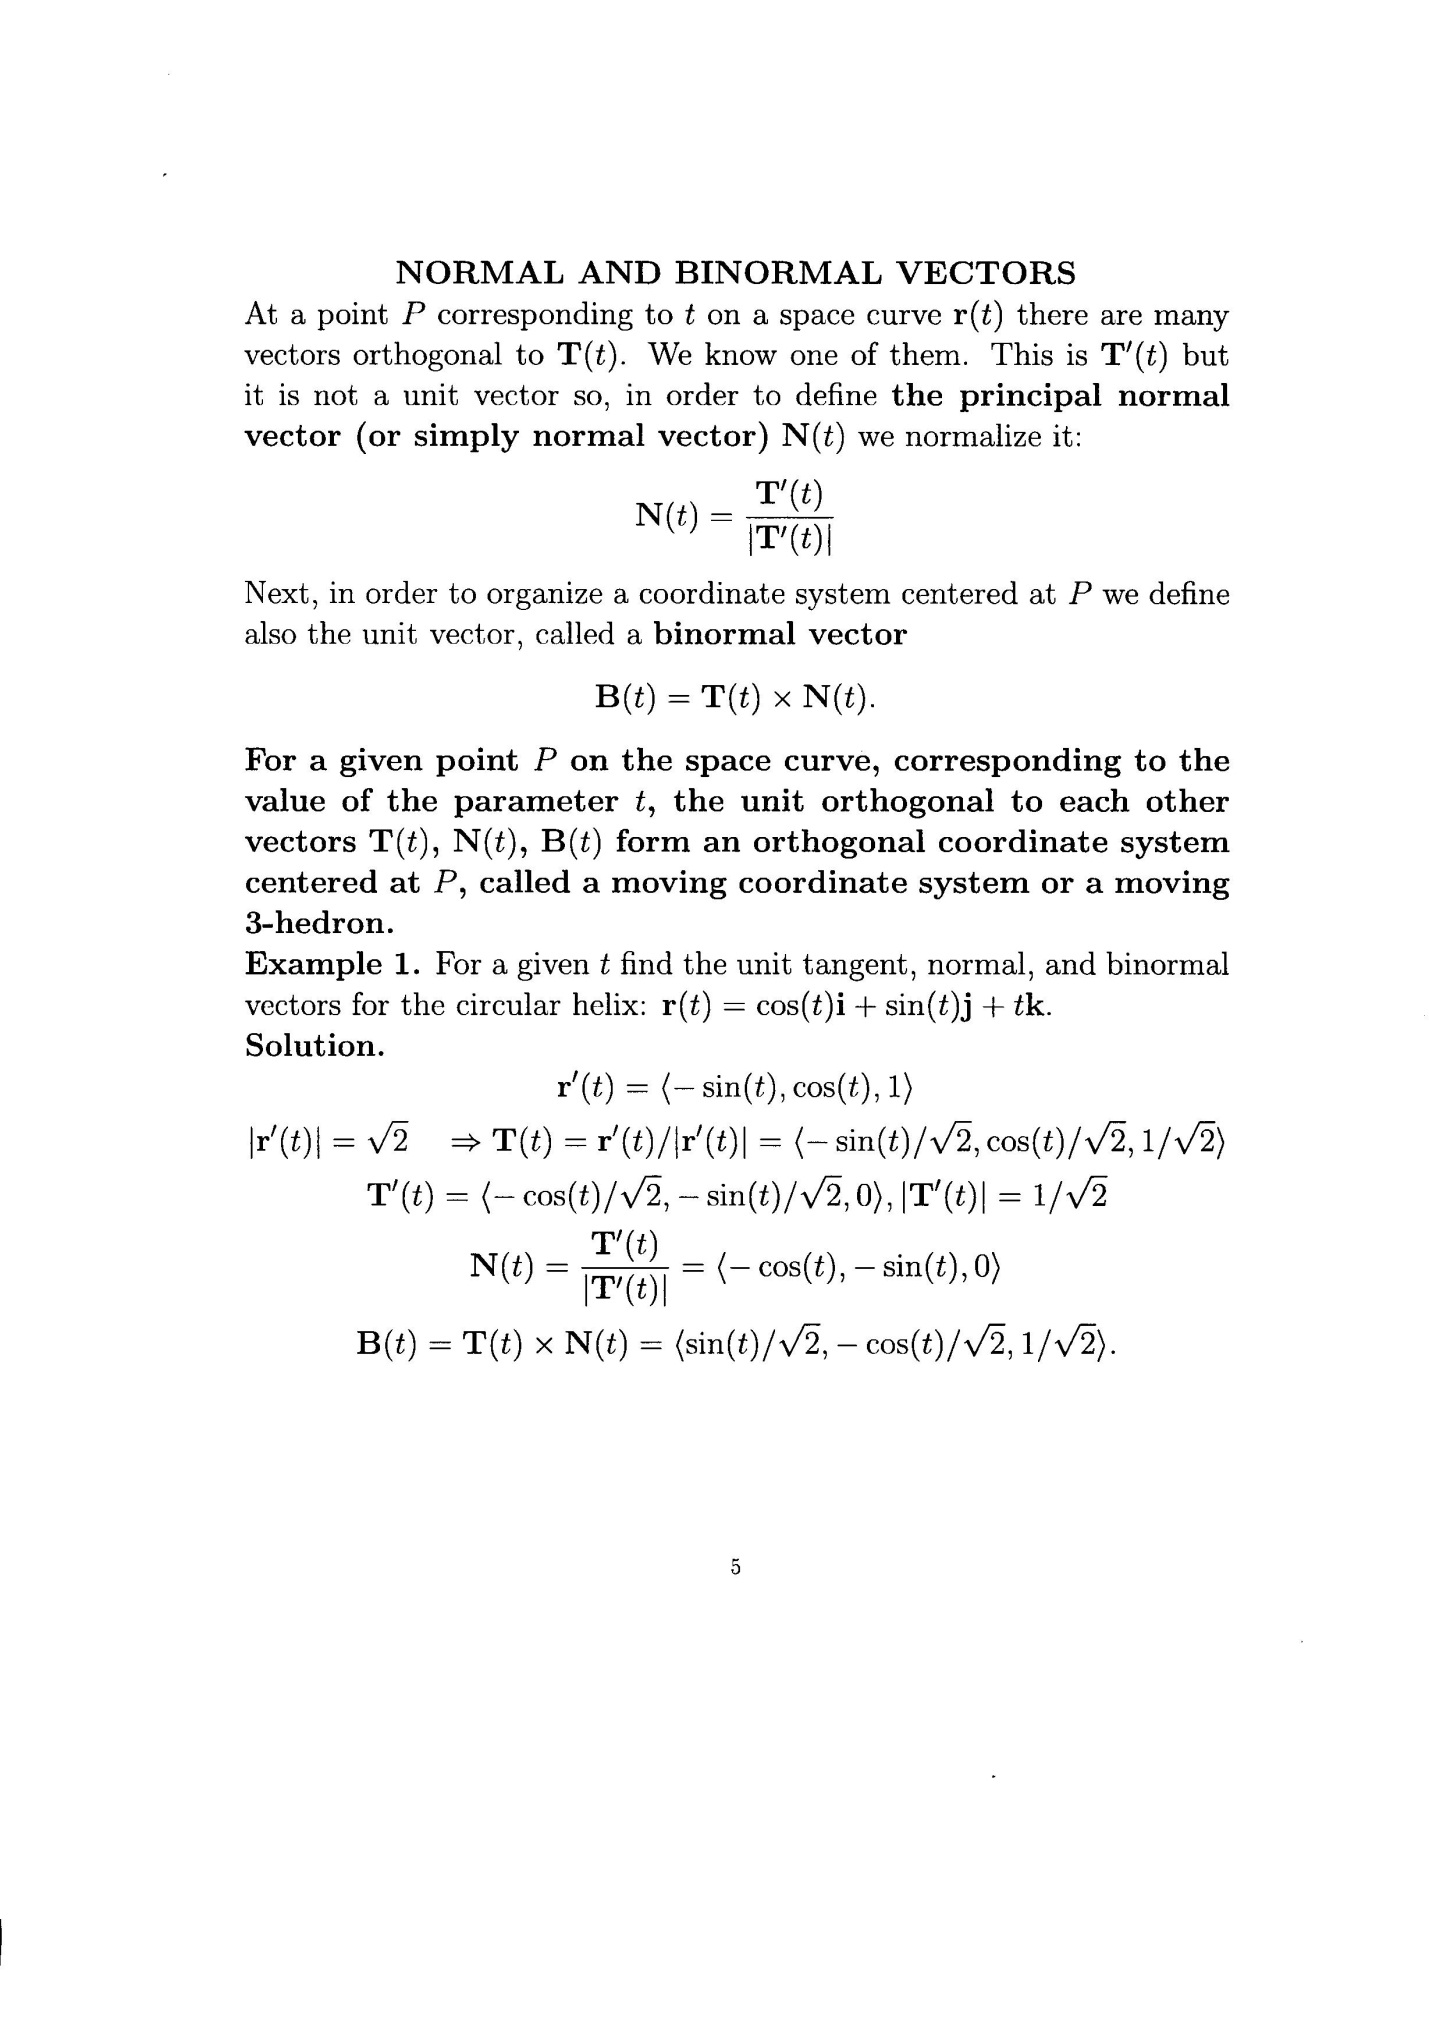 NORMAL AND BINORMAL VECTORS
At a point P corresponding to t on a space curve r(t) there are many
vectors orthogonal to T(t). We know one of them. This is T′(t) but
it is not a unit vector so, in order to define the principal normal
vector (or simply normal vector) N(t) we normalize it:
N(t) = T′(t) / |T′(t)|
Next, in order to organize a coordinate system centered at P we define
also the unit vector, called a binormal vector
B(t) = T(t) × N(t).
For a given point P on the space curve, corresponding to the
value of the parameter t, the unit orthogonal to each other
vectors T(t), N(t), B(t) form an orthogonal coordinate system
centered at P, called a moving coordinate system or a moving
3-hedron.
Example 1. For a given t find the unit tangent, normal, and binormal
vectors for the circular helix: r(t) = cos(t)i + sin(t)j + tk.
Solution.
r′(t) = ⟨− sin(t), cos(t), 1⟩
|r′(t)| = √2 ⇒ T(t) = r′(t)/|r′(t)| = ⟨− sin(t)/√2, cos(t)/√2, 1/√2⟩
T′(t) = ⟨− cos(t)/√2, − sin(t)/√2, 0⟩, |T′(t)| = 1/√2
N(t) = T′(t) / |T′(t)| = ⟨− cos(t), − sin(t), 0⟩
B(t) = T(t) × N(t) = ⟨sin(t)/√2, − cos(t)/√2, 1/√2⟩.
5